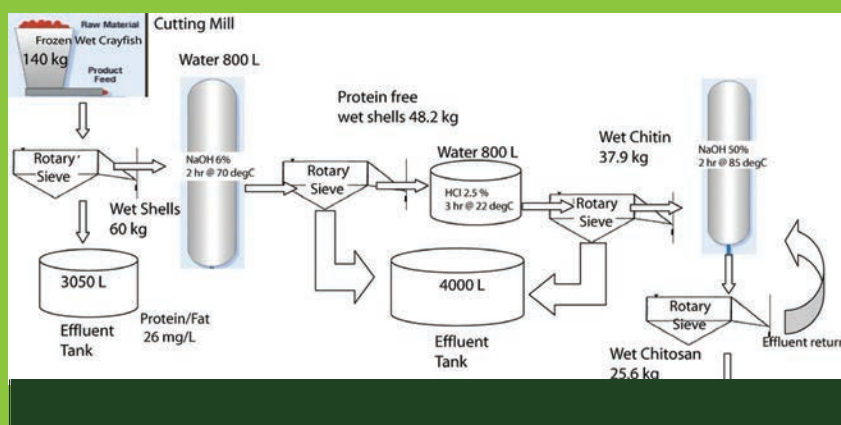 Raw Material
Frozen Wet Crayfish
140 kg
Product
Feed
Cutting Mill
Water 800 L
NaOH 6%
2 hr @ 70 degC
Rotary
Sieve
Wet Shells
60 kg
3050 L
Effluent
Tank
Protein/Fat
26 mg/L
Protein free
wet shells 48.2 kg
Rotary
Sieve
Water 800 L
HCI 2.5 %
3 hr @ 22 degC
4000 L
Effluent
Tank
Wet Chitin
37.9 kg
Rotary
Sieve
NaOH 50%
2 hr @ 85 degC
Rotary
Sieve
Effluent return
Wet Chitosan
25.6 kg